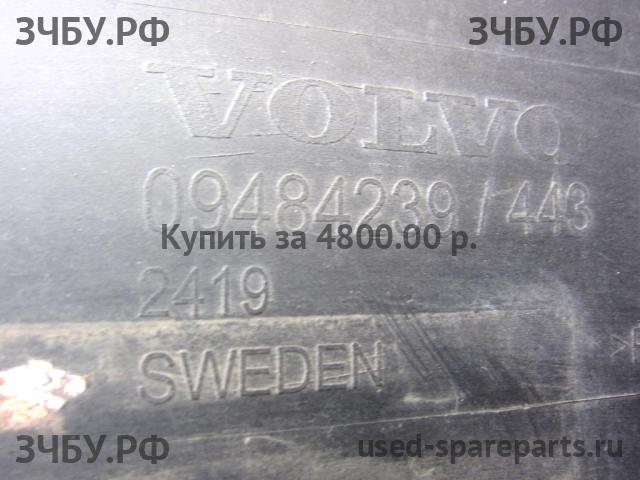 ЗЧБУ.РФ ЗЧБУ.РФ
VOLVO
09484239/443
Купить за 4800.00 р.
2419
SWEDEN
ЗЧБУ.РФ used-spareparts.ru